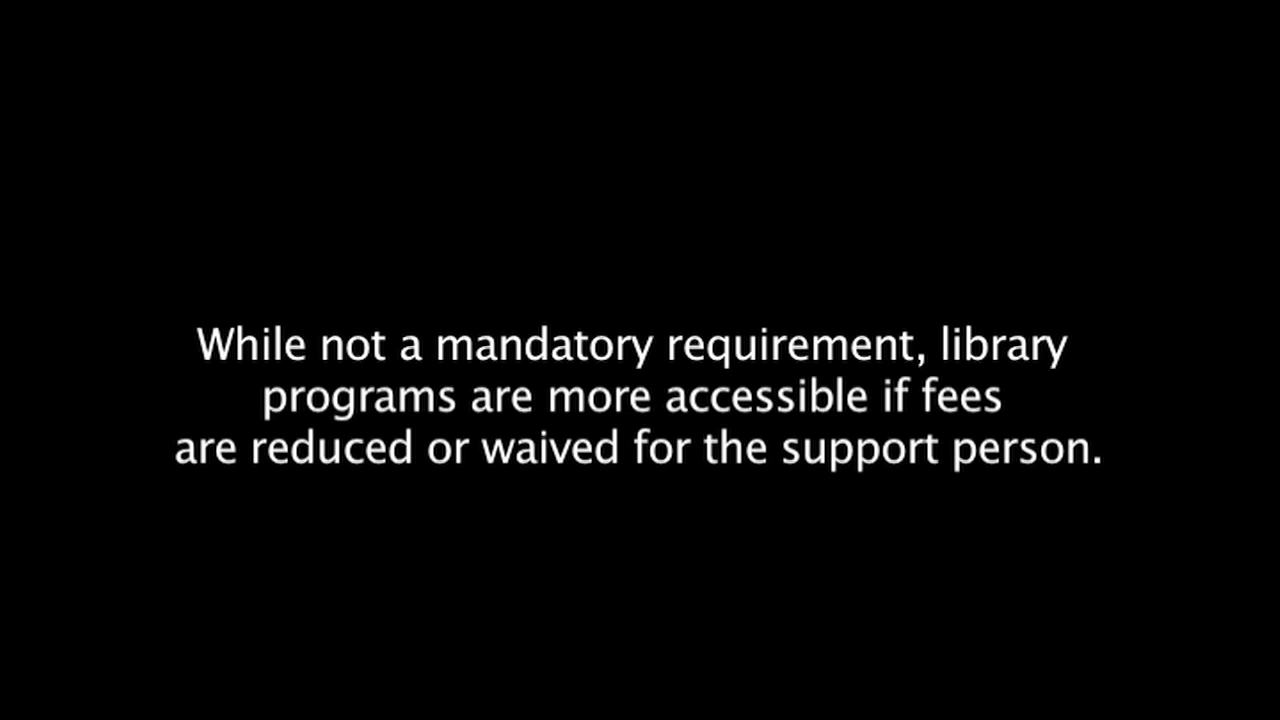 While not a mandatory requirement, library
programs are more accessible if fees
are reduced or waived for the support person.